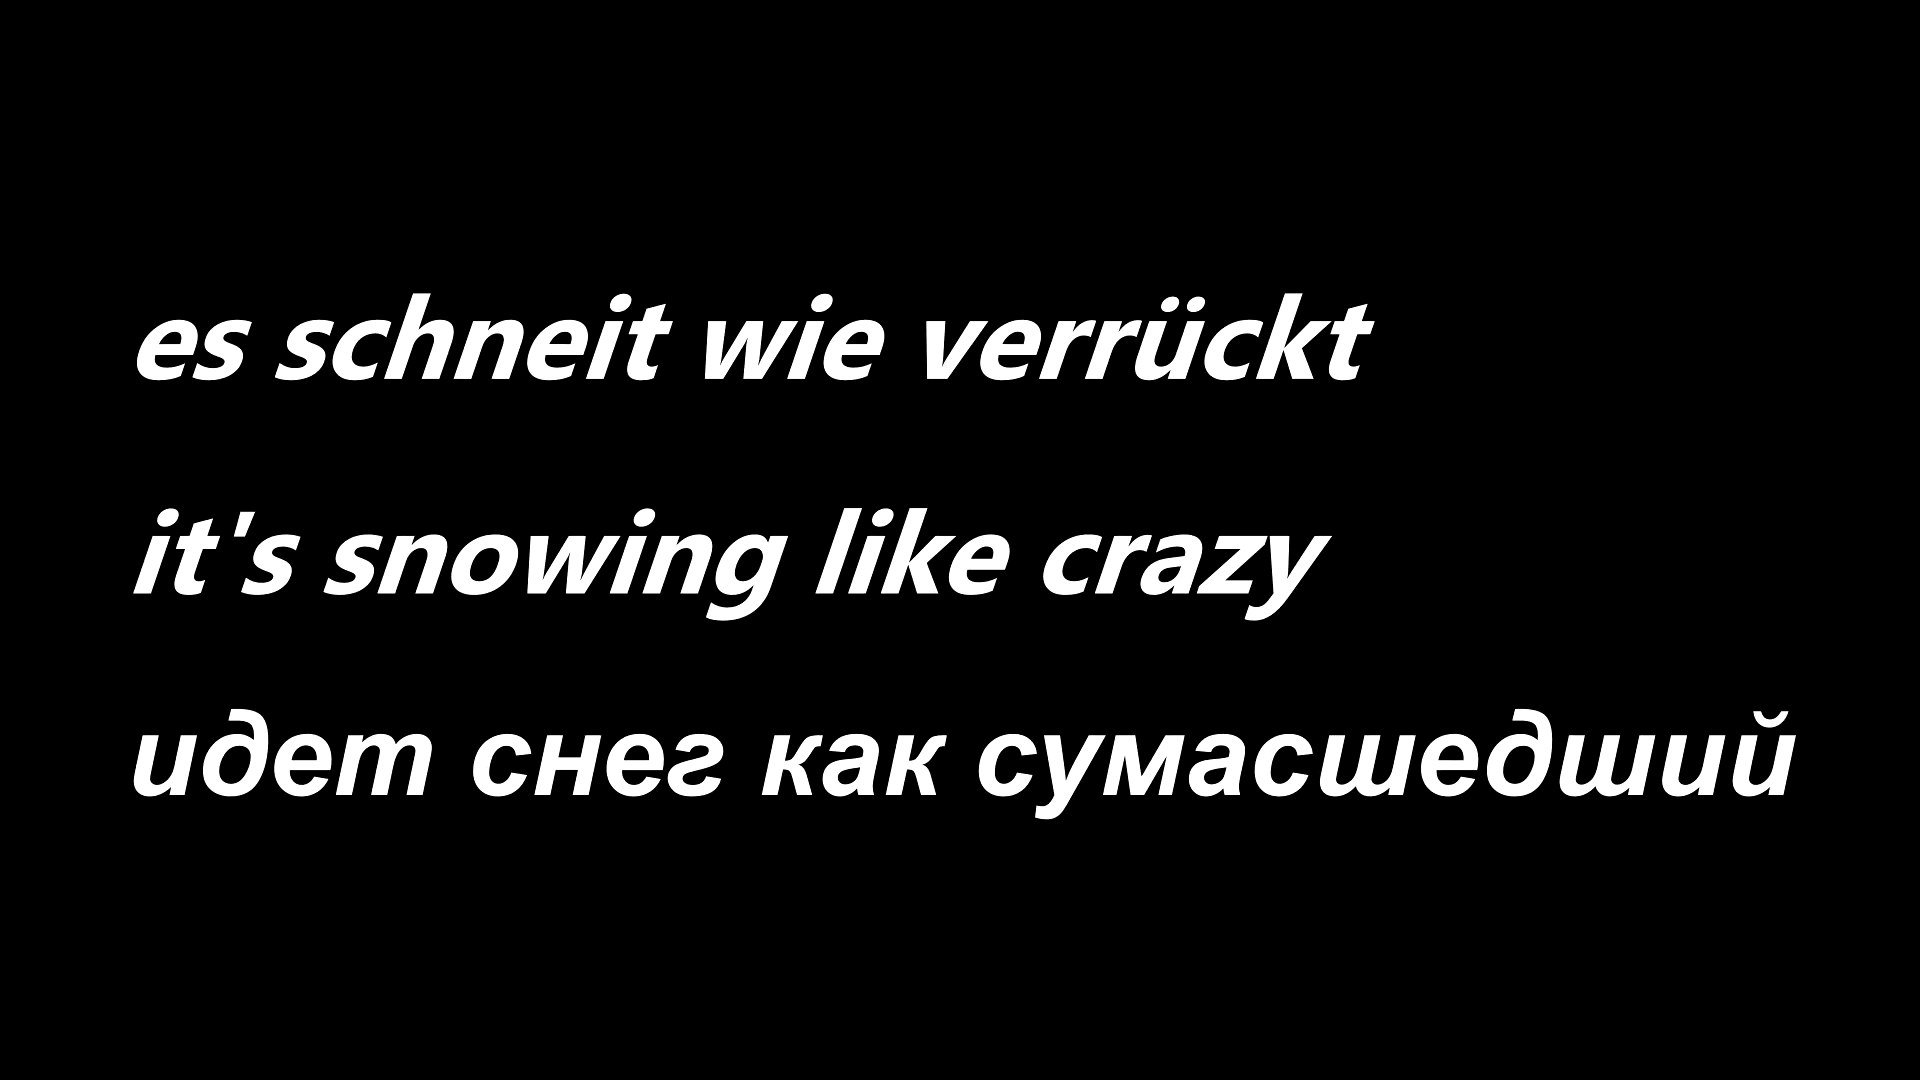 es schneit wie verrückt
it's snowing like crazy
идет снег как сумасшедший